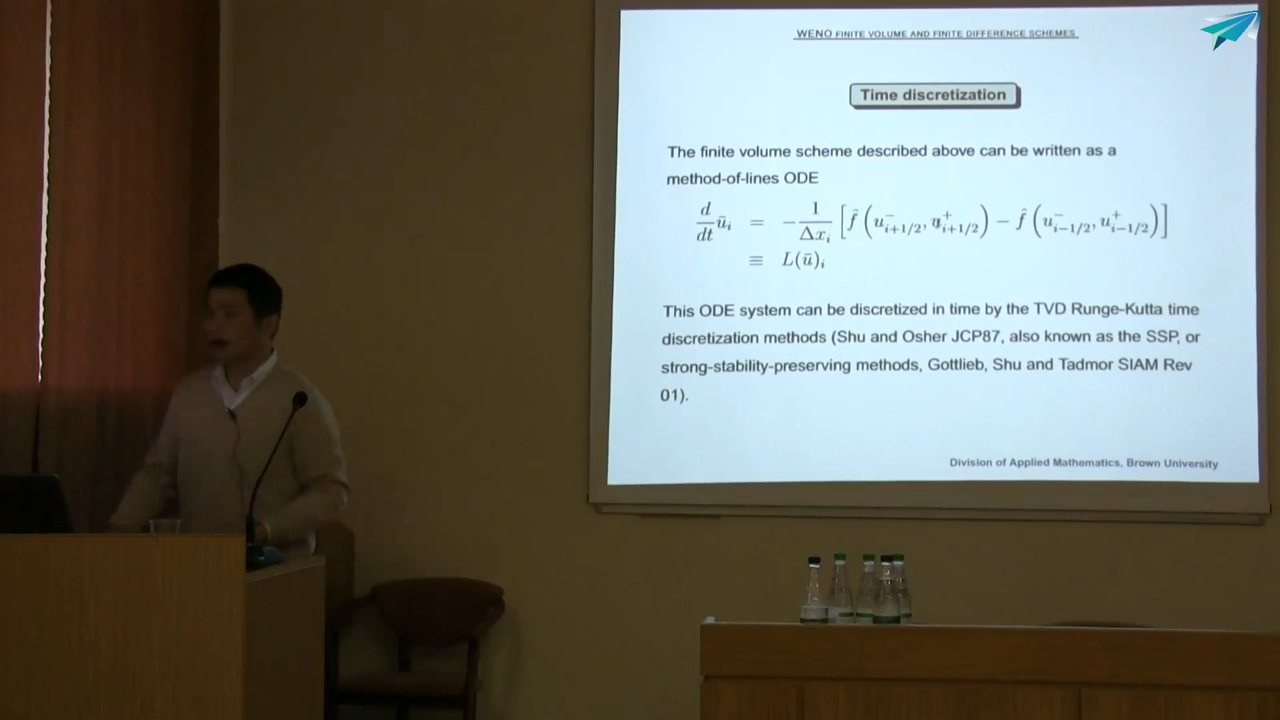 WENO FINITE VOLUME AND FINITE DIFFERENCE SCHEMES
Time discretization
The finite volume scheme described above can be written as a
method-of-lines ODE
d/dt ū_i = −1/Δx_i [f̂(u⁻_{i+1/2}, u⁺_{i+1/2}) − f̂(u⁻_{i−1/2}, u⁺_{i−1/2})]
≡ L(ū)_i
This ODE system can be discretized in time by the TVD Runge-Kutta time
discretization methods (Shu and Osher JCP87, also known as the SSP, or
strong-stability-preserving methods, Gottlieb, Shu and Tadmor SIAM Rev
01).
Division of Applied Mathematics, Brown University